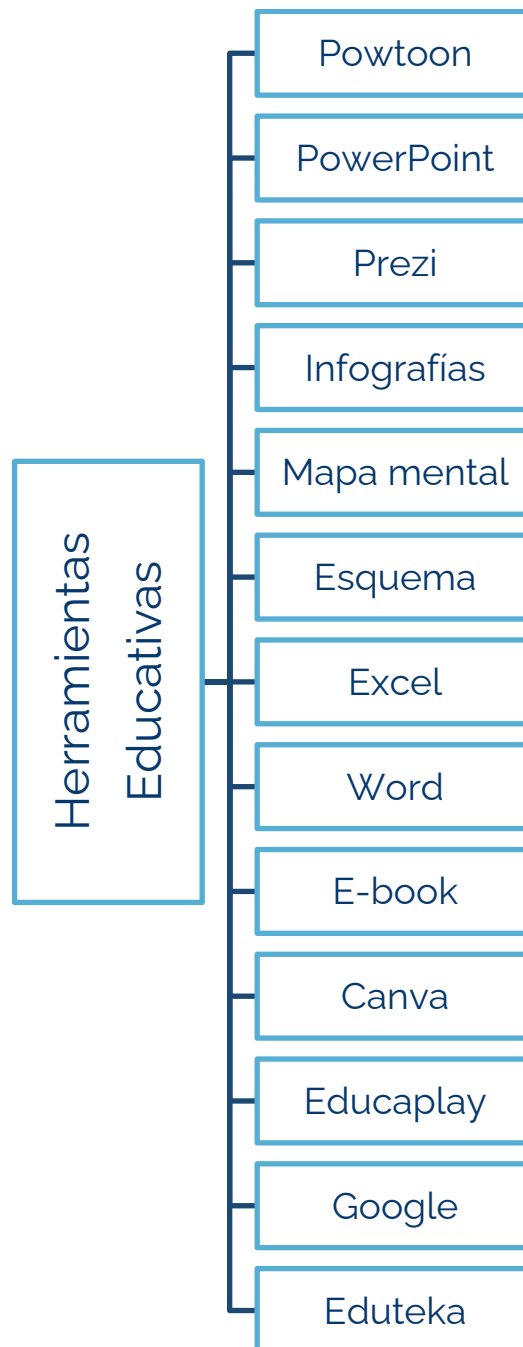 Herramientas
Educativas
Powtoon
PowerPoint
Prezi
Infografías
Mapa mental
Esquema
Excel
Word
E-book
Canva
Educaplay
Google
Eduteka